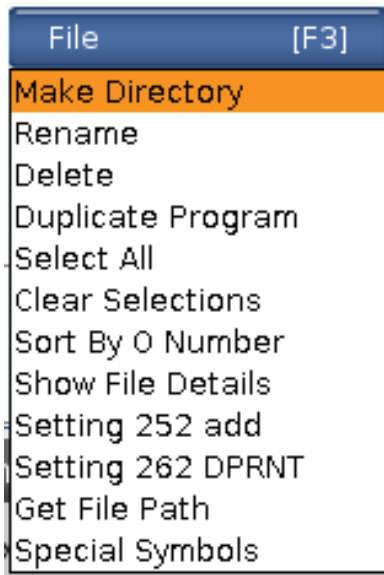 File [F3]
Make Directory
Rename
Delete
Duplicate Program
Select All
Clear Selections
Sort By O Number
Show File Details
Setting 252 add
Setting 262 DPRNT
Get File Path
Special Symbols